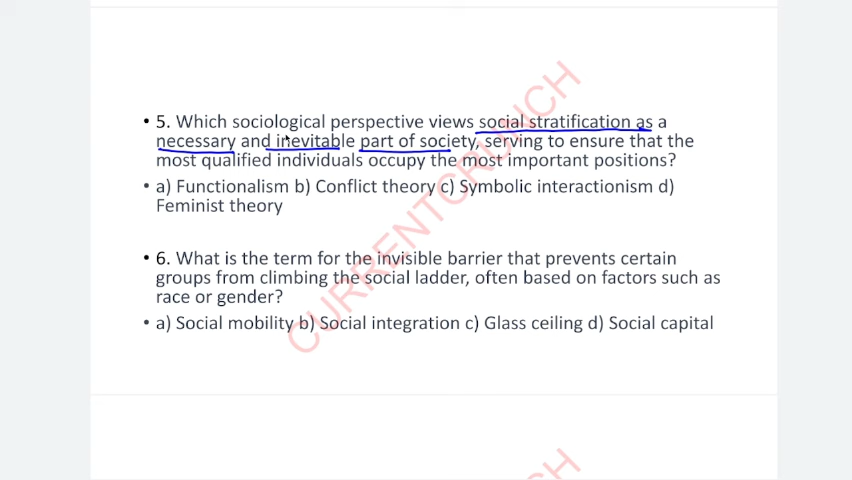 • 5. Which sociological perspective views social stratification as a
necessary and inevitable part of society, serving to ensure that the
most qualified individuals occupy the most important positions?
• a) Functionalism b) Conflict theory c) Symbolic interactionism d)
Feminist theory
• 6. What is the term for the invisible barrier that prevents certain
groups from climbing the social ladder, often based on factors such as
race or gender?
• a) Social mobility b) Social integration c) Glass ceiling d) Social capital
CURRENTCRUNCH
CH